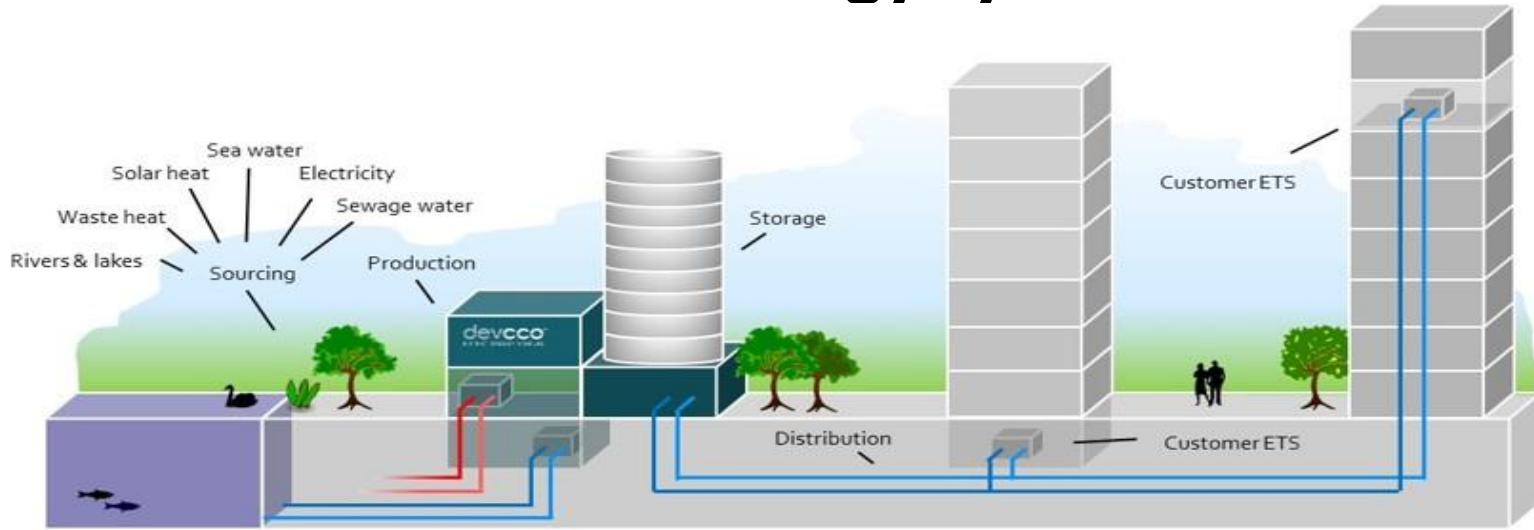 Sea water
Solar heat
Electricity
Waste heat
Sewage water
Rivers & lakes
Sourcing
Production
Storage
Customer ETS
devcco
Distribution
Customer ETS